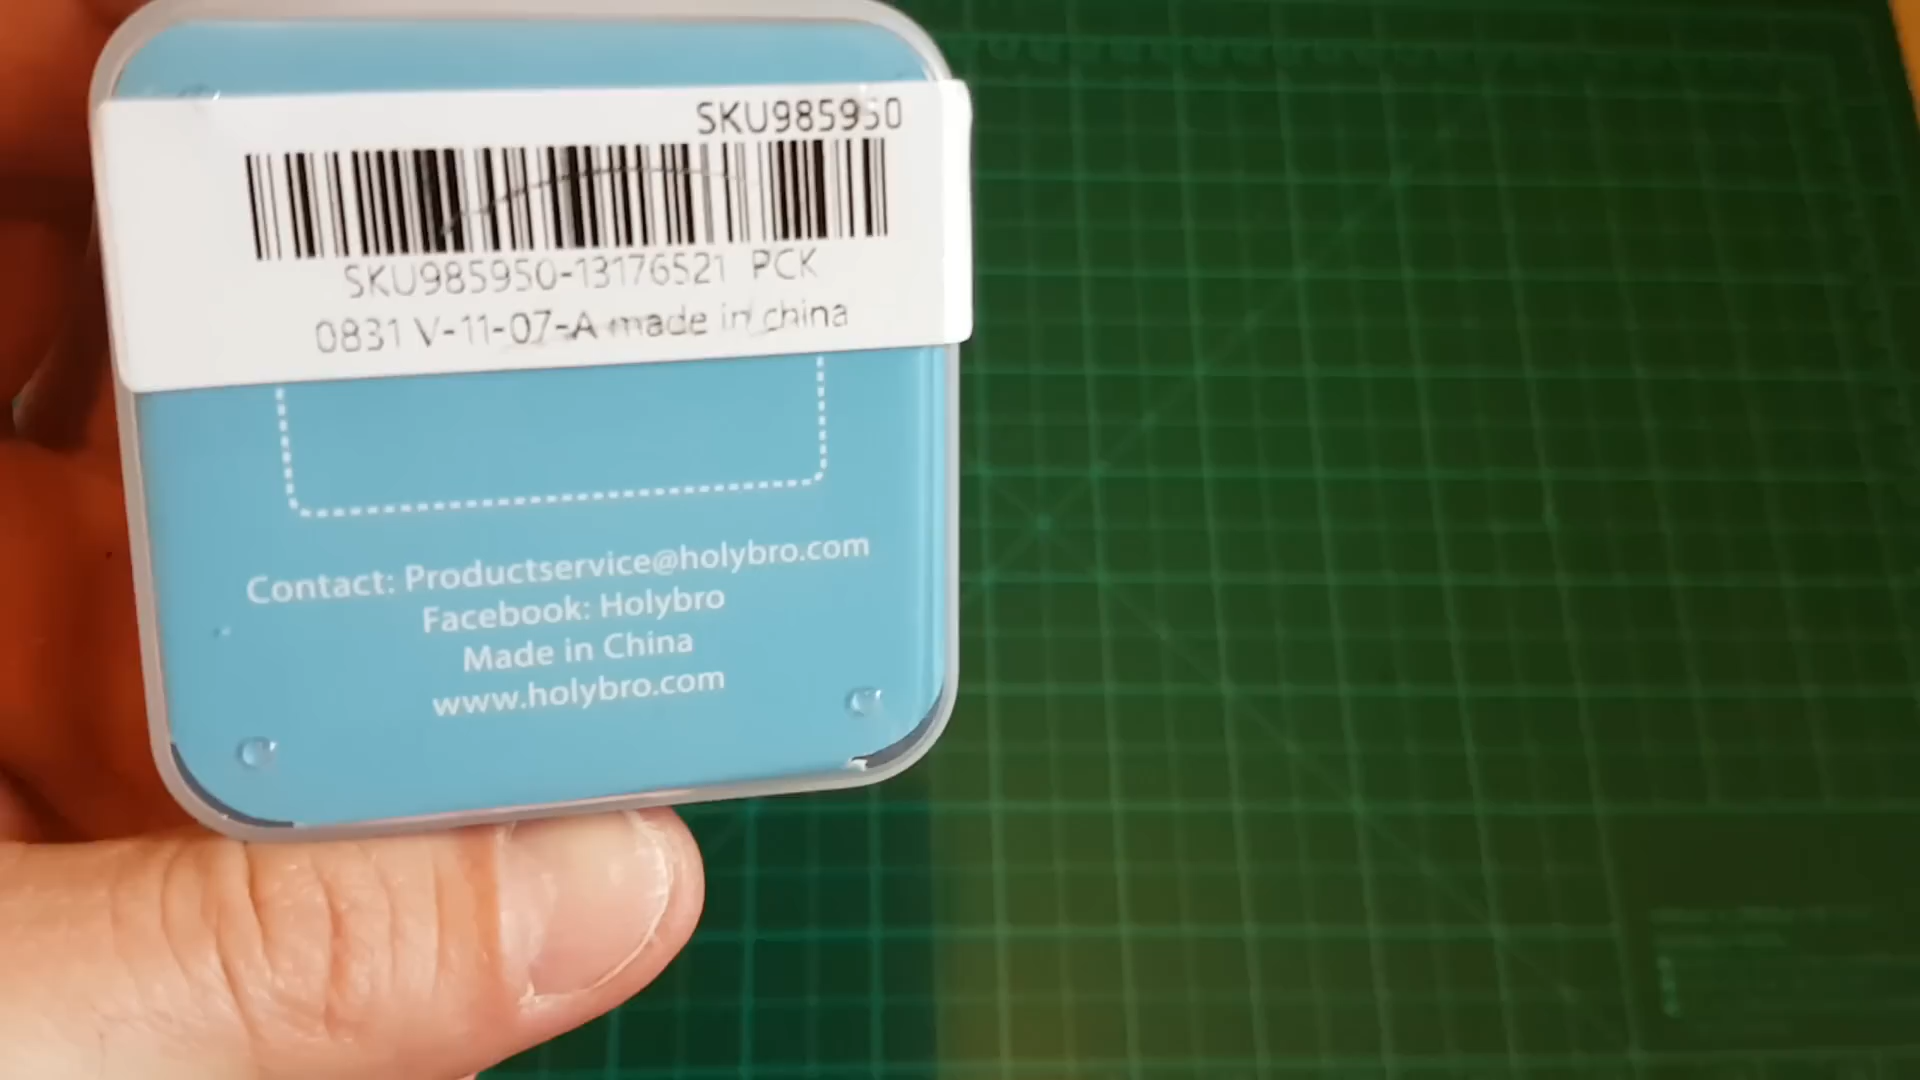 SKU985950
SKU985950-13176521 PCK
0831 V-11-07-A made in china
Contact: Productservice@holybro.com
Facebook: Holybro
Made in China
www.holybro.com